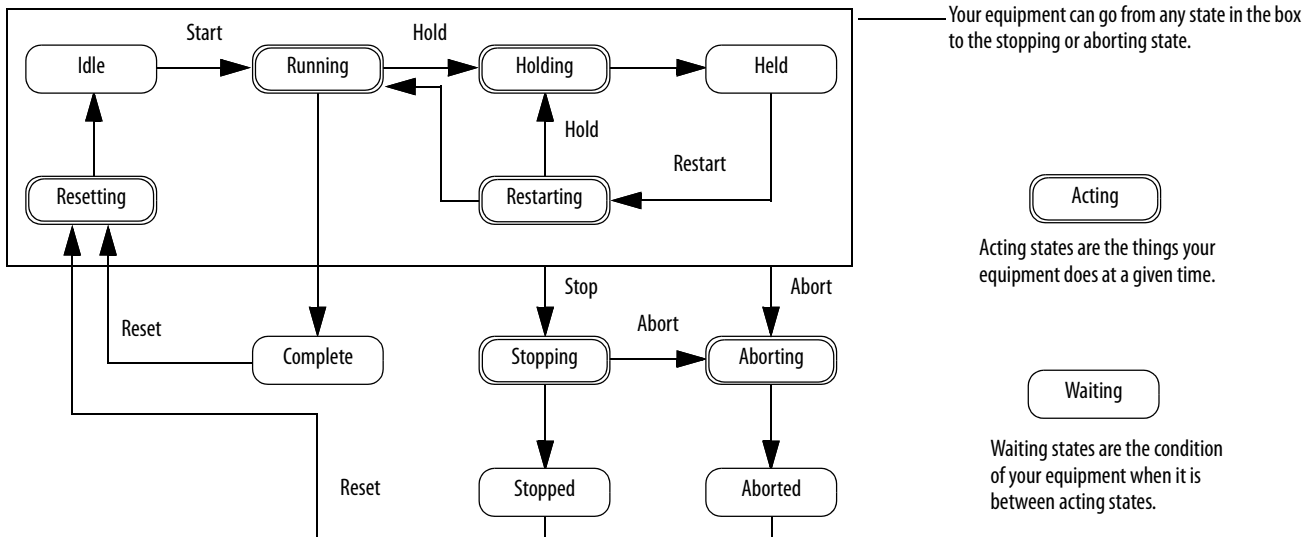 Your equipment can go from any state in the box
to the stopping or aborting state.
Start
Hold
Idle
Running
Holding
Held
Hold
Restart
Resetting
Restarting
Acting
Acting states are the things your
equipment does at a given time.
Stop
Abort
Reset
Abort
Complete
Stopping
Aborting
Waiting
Waiting states are the condition
of your equipment when it is
between acting states.
Reset
Stopped
Aborted